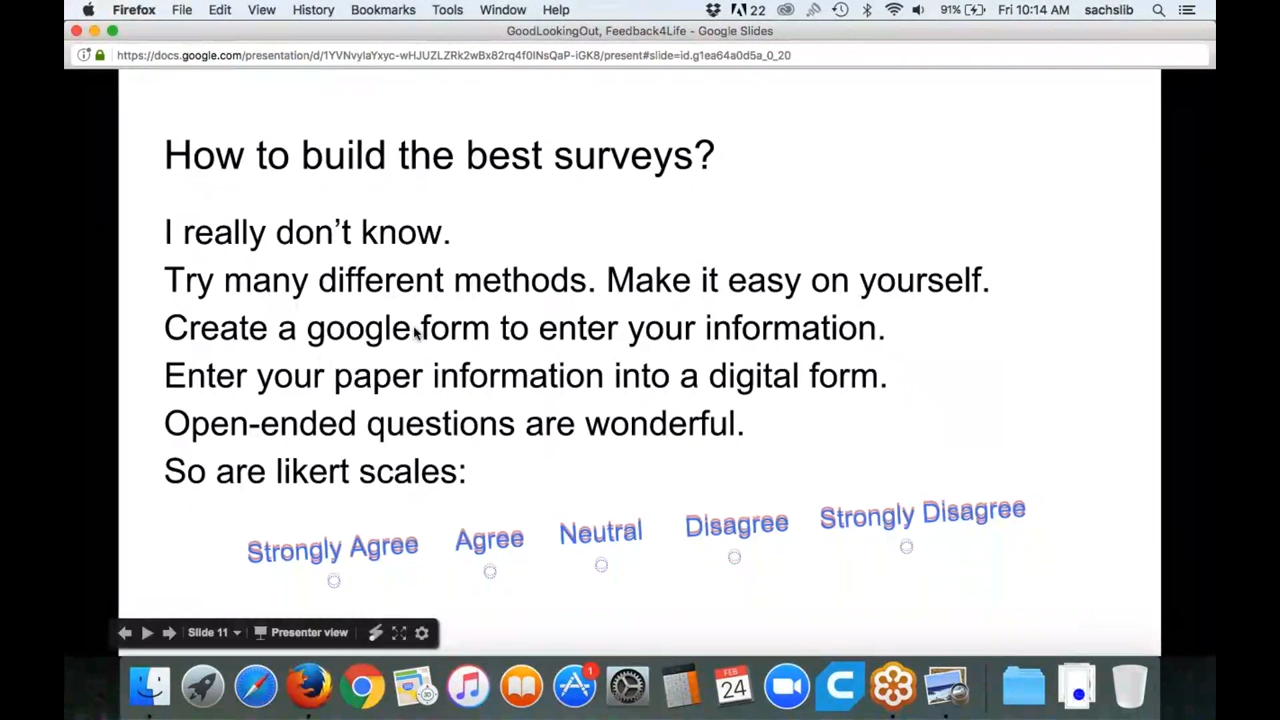 Firefox File Edit View History Bookmarks Tools Window Help 22 91% Fri 10:14 AM sachslib
GoodLookingOut, Feedback4Life - Google Slides
How to build the best surveys?
I really don’t know.
Try many different methods. Make it easy on yourself.
Create a google form to enter your information.
Enter your paper information into a digital form.
Open-ended questions are wonderful.
So are likert scales:
Strongly Agree Agree Neutral Disagree Strongly Disagree
Slide 11 Presenter view
1
FEB
24
3D